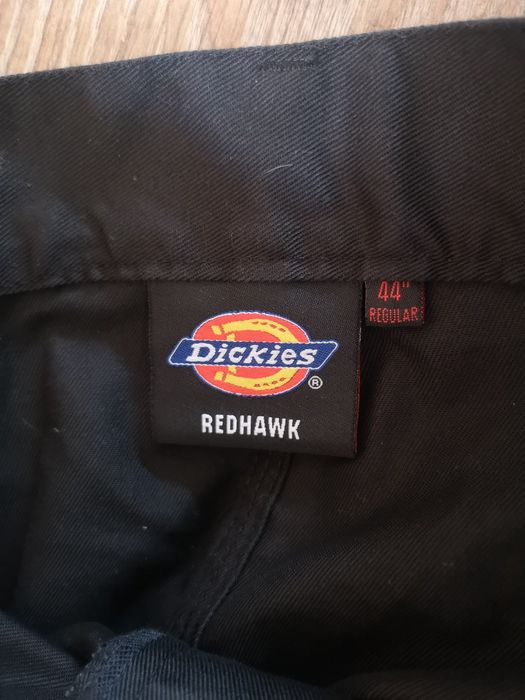 44"
REGULAR
Dickies
®
REDHAWK